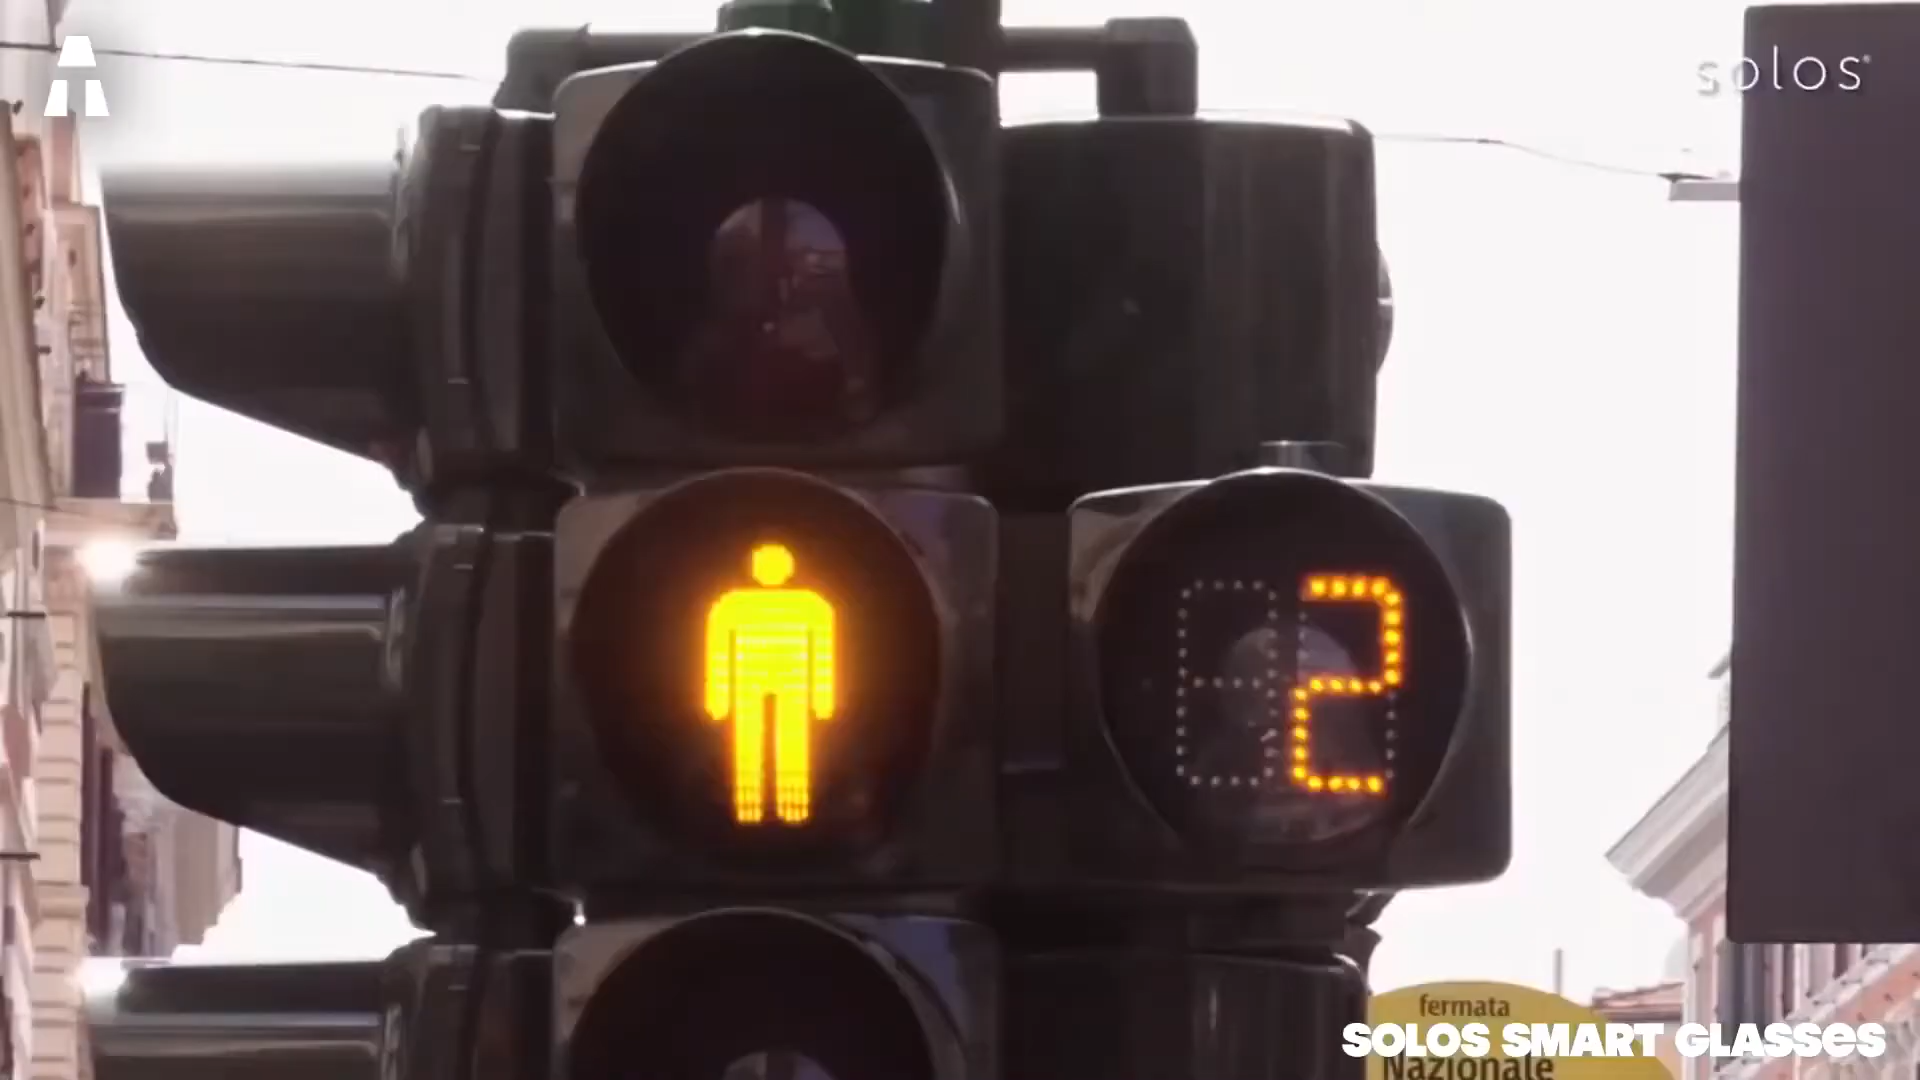 solos
2
fermata
SOLOS SMART GLASSES
Nazionale